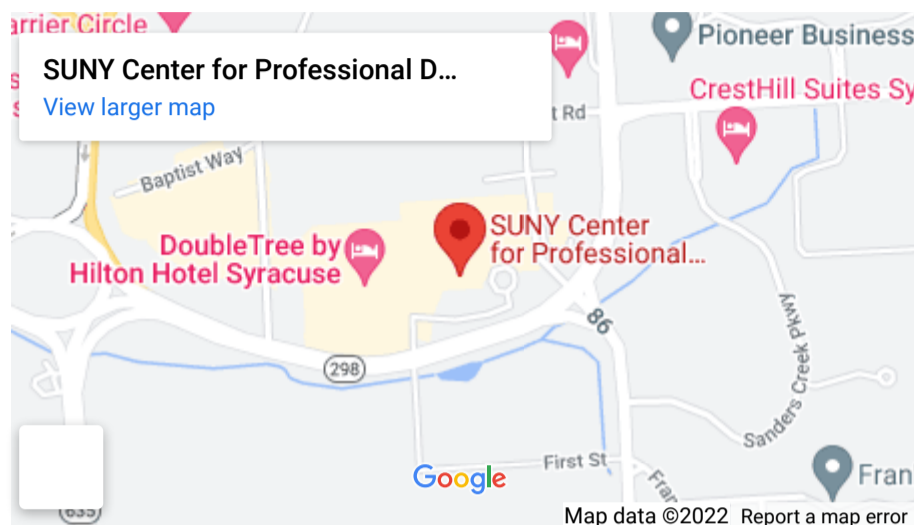 arrier Circle
SUNY Center for Professional D...
View larger map
Pioneer Business
CrestHill Suites Sy
t Rd
Baptist Way
DoubleTree by
Hilton Hotel Syracuse
SUNY Center
for Professional...
98
298
Sanders Creek Pkwy
First St
Fran
Fran
Google
635
Map data ©2022
Report a map error